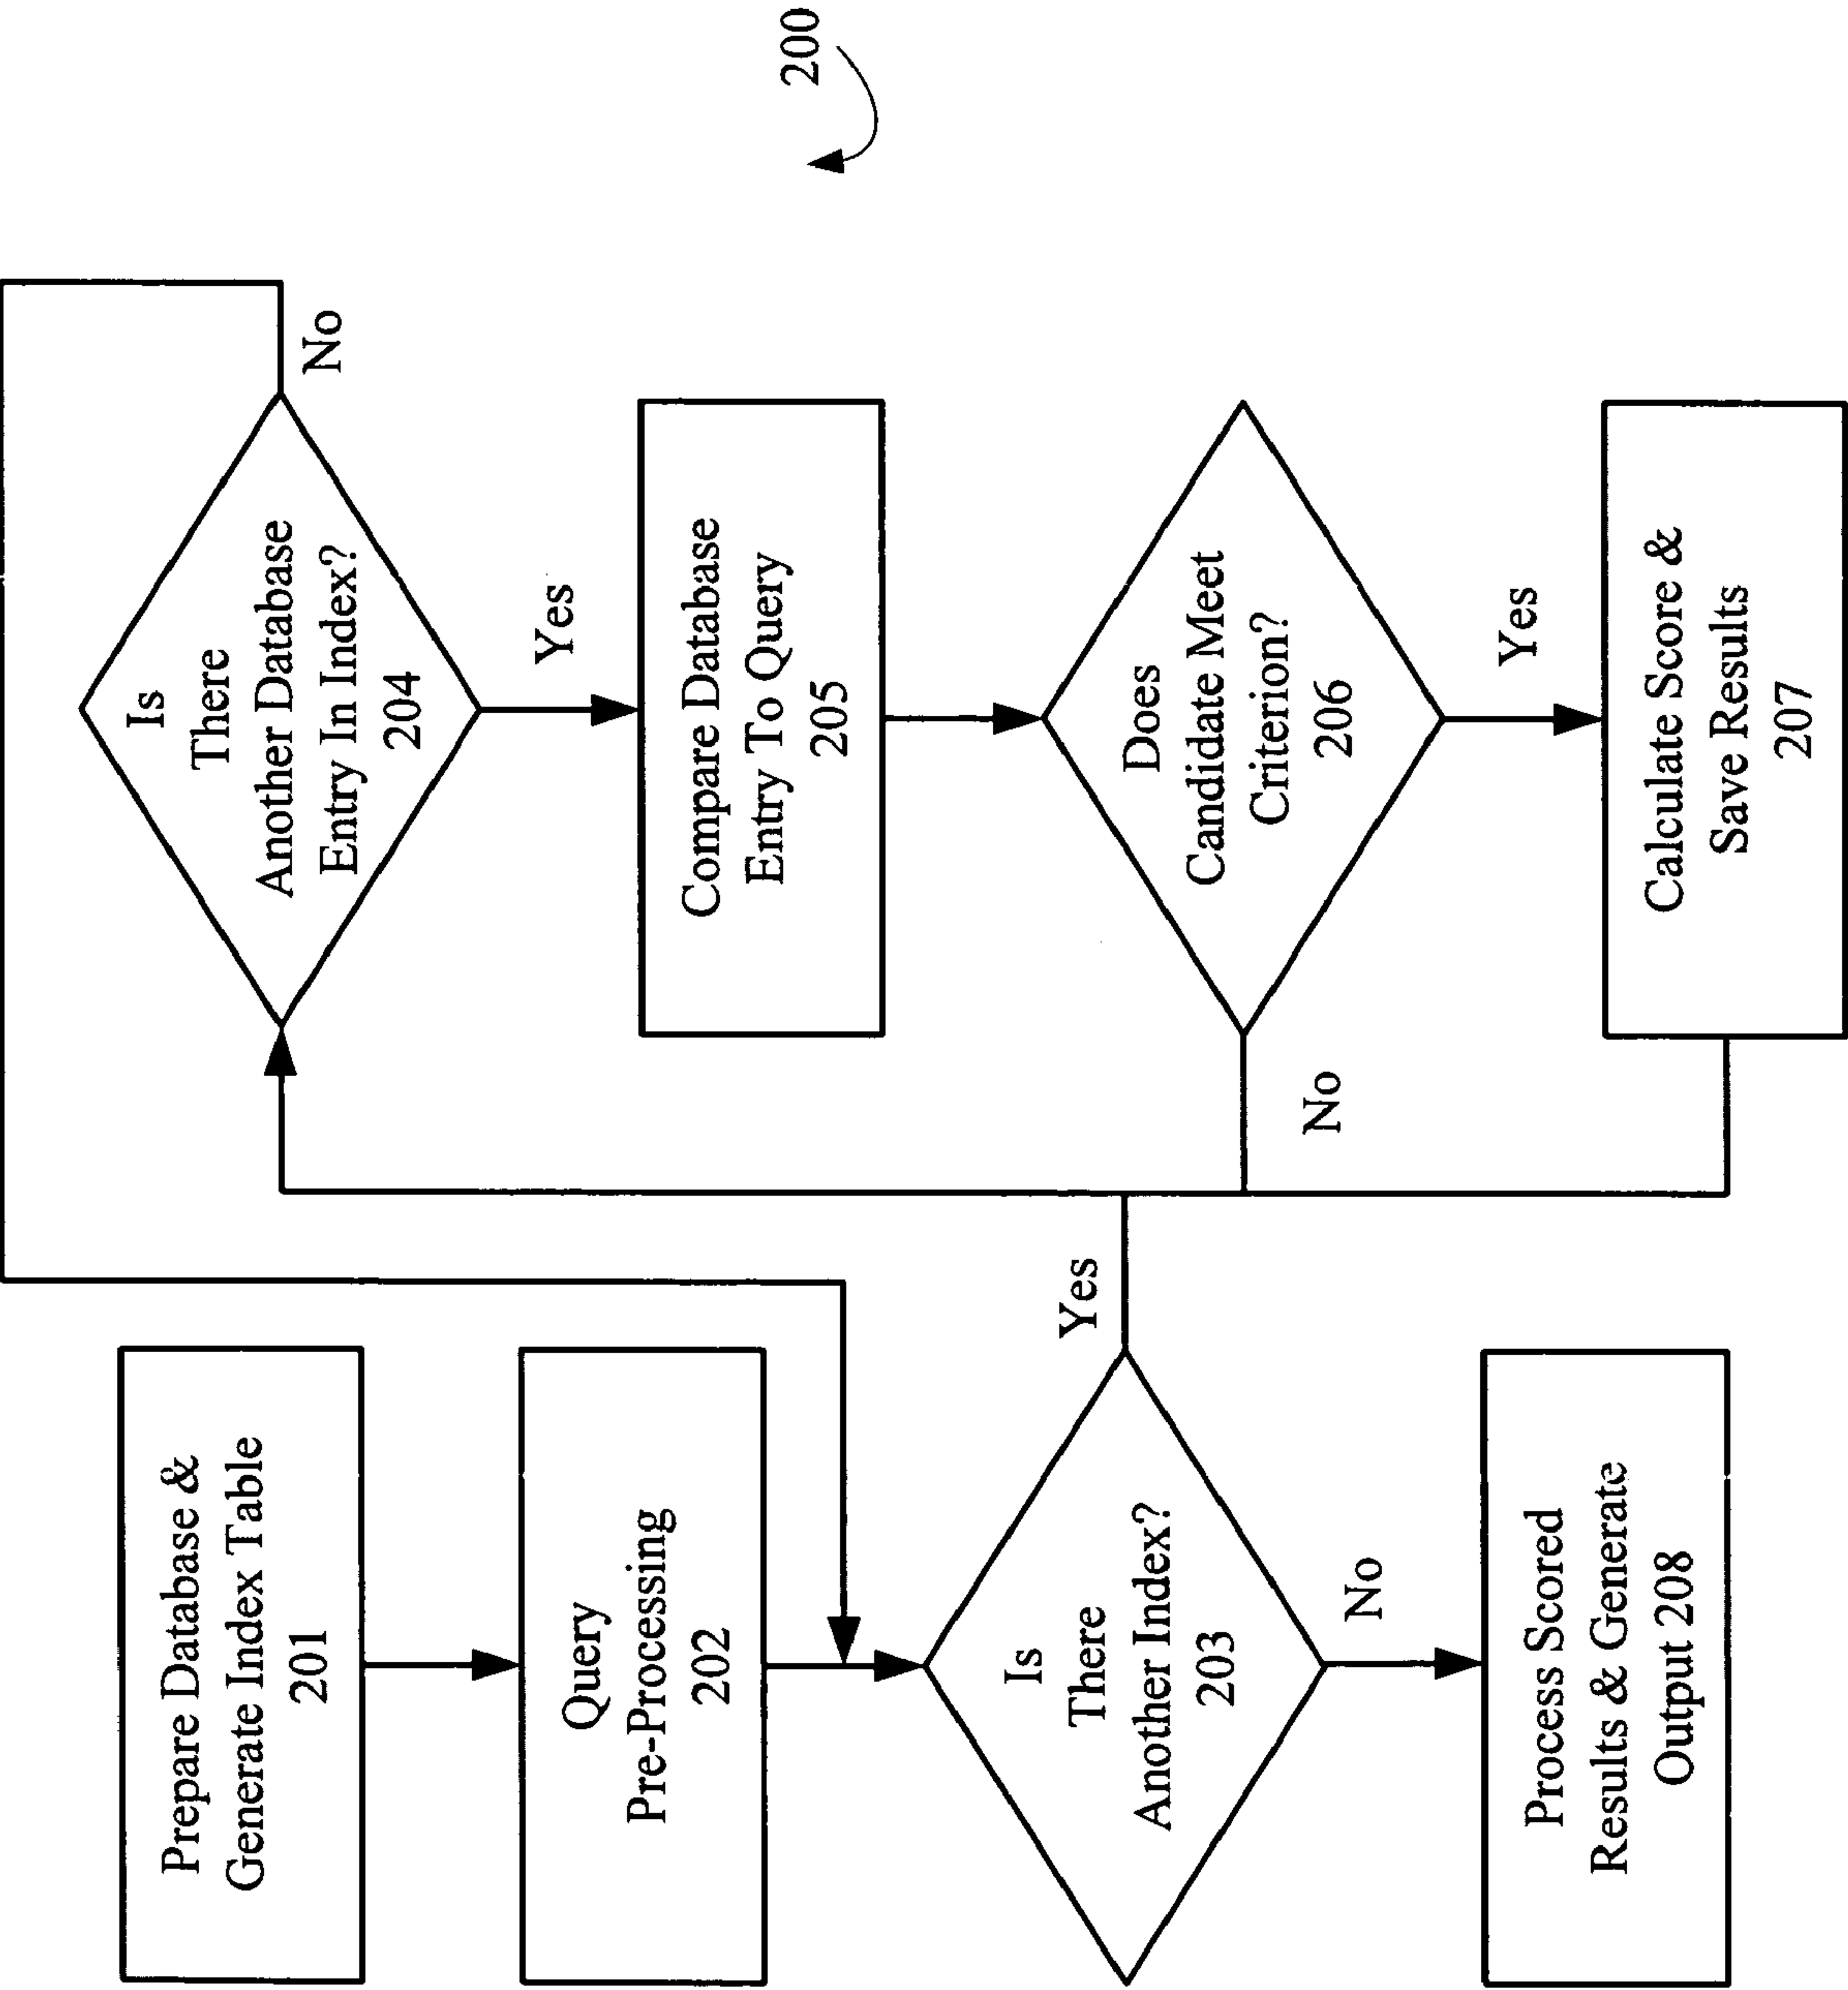 Prepare Database &
Generate Index Table
201
Query
Pre-Processing
202
Is
There
Another Index?
203
Yes
No
Process Scored
Results & Generate
Output 208
Is
There
Another Database
Entry In Index?
204
No
Yes
Compare Database
Entry To Query
205
Does
Candidate Meet
Criterion?
206
No
Yes
Calculate Score &
Save Results
207
200